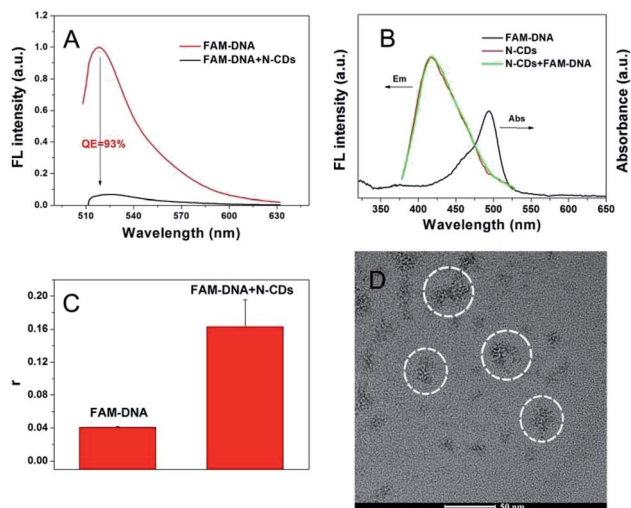 A
FAM-DNA
FAM-DNA+N-CDs
QE=93%
FL intensity (a.u.)
1.0
0.8
0.6
0.4
0.2
0.0
510 540 570 600 630
Wavelength (nm)
B
FAM-DNA
N-CDs
N-CDs+FAM-DNA
Em
Abs
FL intensity (a.u.)
Absorbance (a.u.)
350 400 450 500 550 600 650
Wavelength (nm)
C
FAM-DNA+N-CDs
FAM-DNA
r
0.20
0.16
0.12
0.08
0.04
0.00
D
50 nm